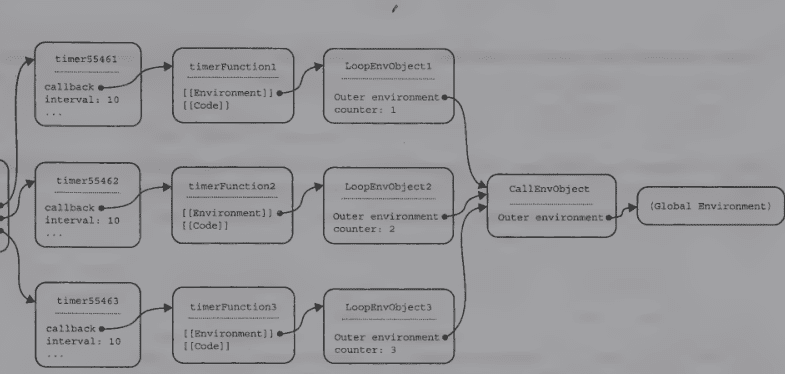 timer55461
callback
interval: 10
...
timerFunction1
[[Environment]]
[[Code]]
LoopEnvObject1
Outer environment
counter: 1
timer55462
callback
interval: 10
...
timerFunction2
[[Environment]]
[[Code]]
LoopEnvObject2
Outer environment
counter: 2
CallEnvObject
Outer environment
(Global Environment)
timer55463
callback
interval: 10
...
timerFunction3
[[Environment]]
[[Code]]
LoopEnvObject3
Outer environment
counter: 3